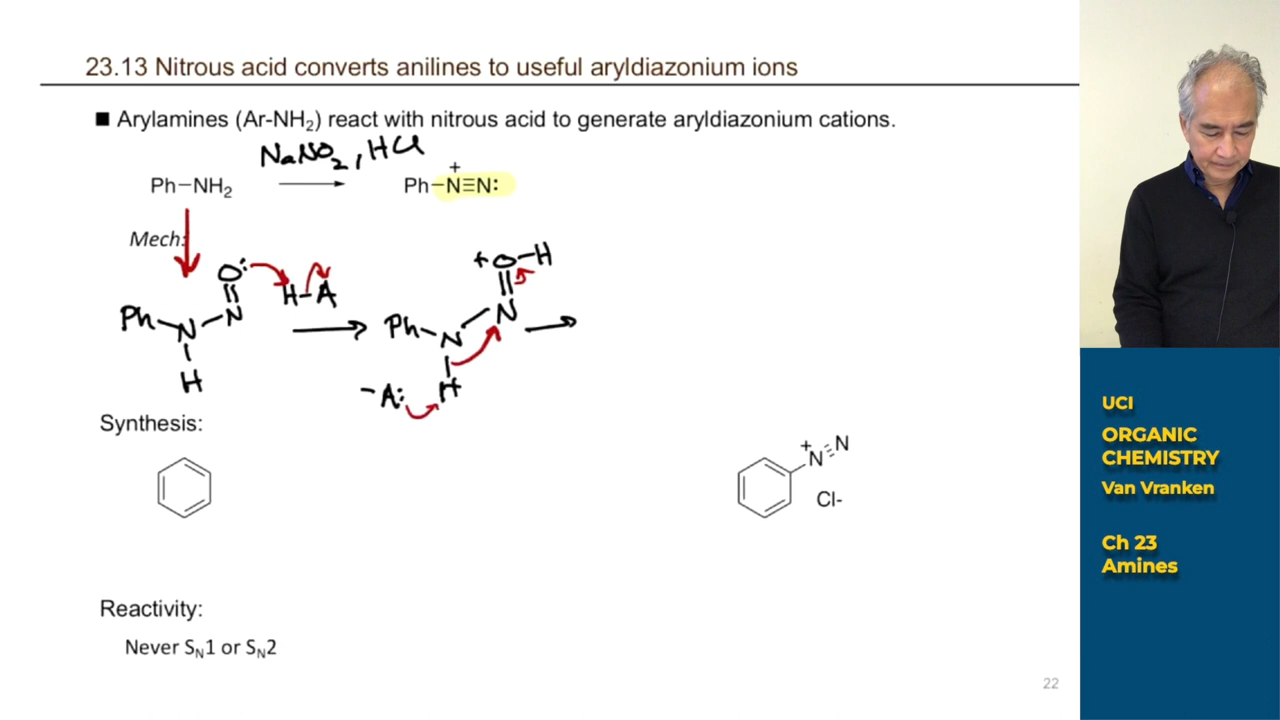 23.13 Nitrous acid converts anilines to useful aryldiazonium ions
■ Arylamines (Ar-NH₂) react with nitrous acid to generate aryldiazonium cations.
NaNO₂, HCl
Ph–NH₂
+
Ph–N≡N:
Mech:
O:
H–A
Ph–N–N
H
+O–H
Ph–N–N
-A: H
Synthesis:
+
N≡N
Cl-
Reactivity:
Never Sₙ1 or Sₙ2
22
UCI
ORGANIC
CHEMISTRY
Van Vranken
Ch 23
Amines